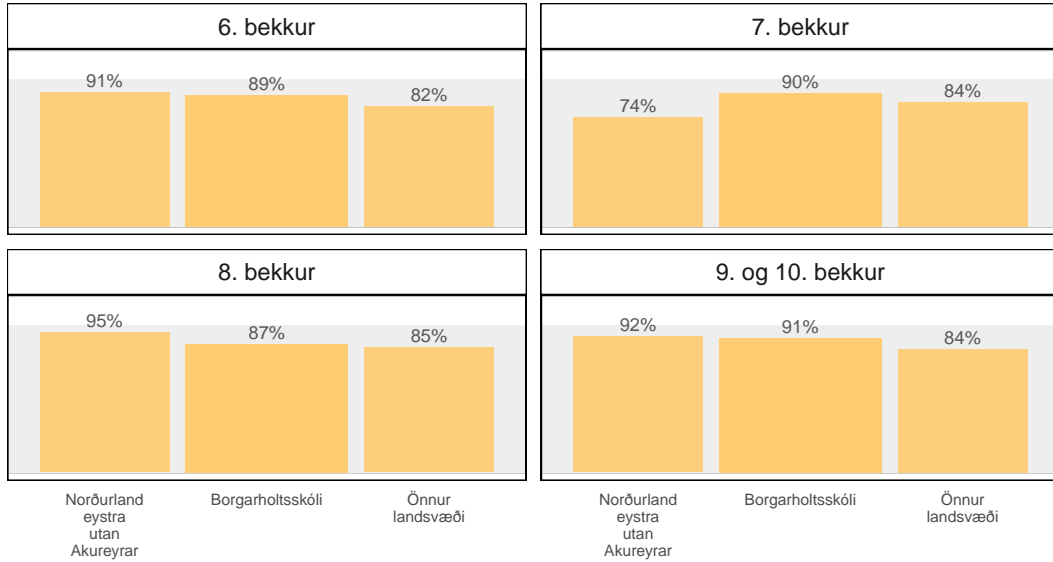 6. bekkur
91%
89%
82%
7. bekkur
74%
90%
84%
8. bekkur
95%
87%
85%
9. og 10. bekkur
92%
91%
84%
Norðurland
eystra
utan
Akureyrar
Borgarholtsskóli
Önnur
landsvæði
Norðurland
eystra
utan
Akureyrar
Borgarholtsskóli
Önnur
landsvæði